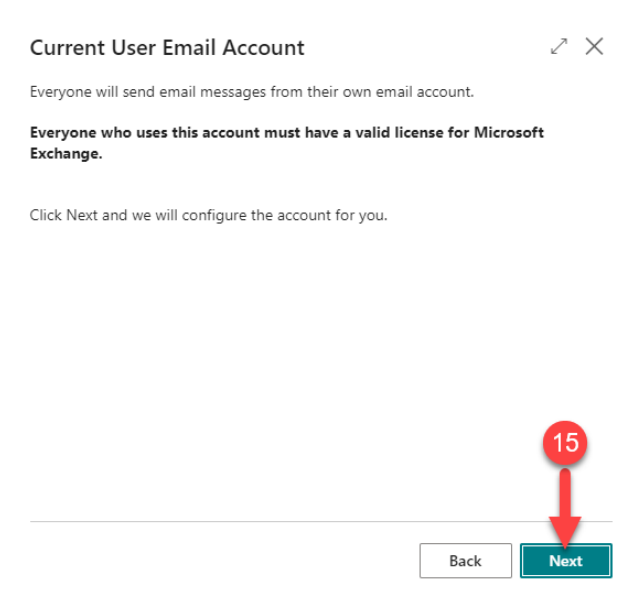 Current User Email Account
Everyone will send email messages from their own email account.
Everyone who uses this account must have a valid license for Microsoft
Exchange.
Click Next and we will configure the account for you.
15
Back
Next